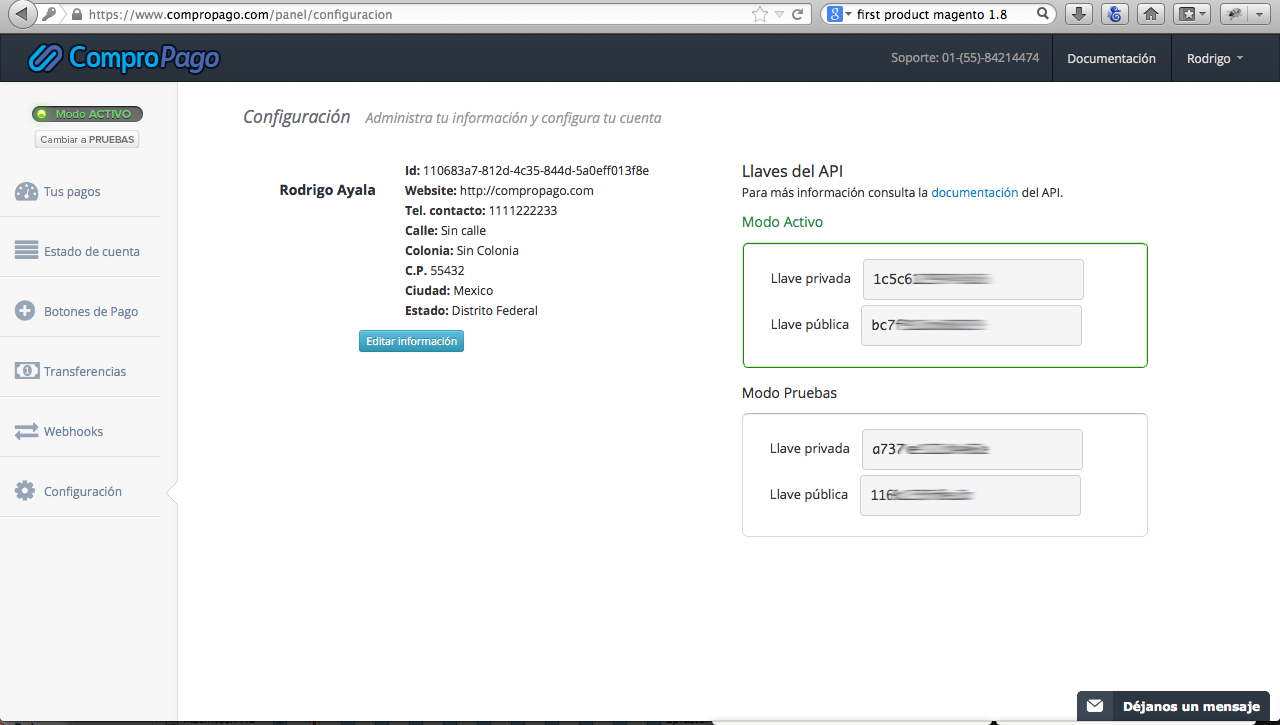 https://www.compropago.com/panel/configuracion
first product magento 1.8
ComproPago
Soporte: 01-(55)-84214474
Documentación
Rodrigo
Modo ACTIVO
Cambiar a PRUEBAS
Tus pagos
Estado de cuenta
Botones de Pago
Transferencias
Webhooks
Configuración
Configuración Administra tu información y configura tu cuenta
Rodrigo Ayala
Id: 110683a7-812d-4c35-844d-5a0eff013f8e
Website: http://compropago.com
Tel. contacto: 1111222233
Calle: Sin calle
Colonia: Sin Colonia
C.P. 55432
Ciudad: Mexico
Estado: Distrito Federal
Editar información
Llaves del API
Para más información consulta la documentación del API.
Modo Activo
Llave privada 1c5c6
Llave pública bc7
Modo Pruebas
Llave privada a737
Llave pública 116
Déjanos un mensaje